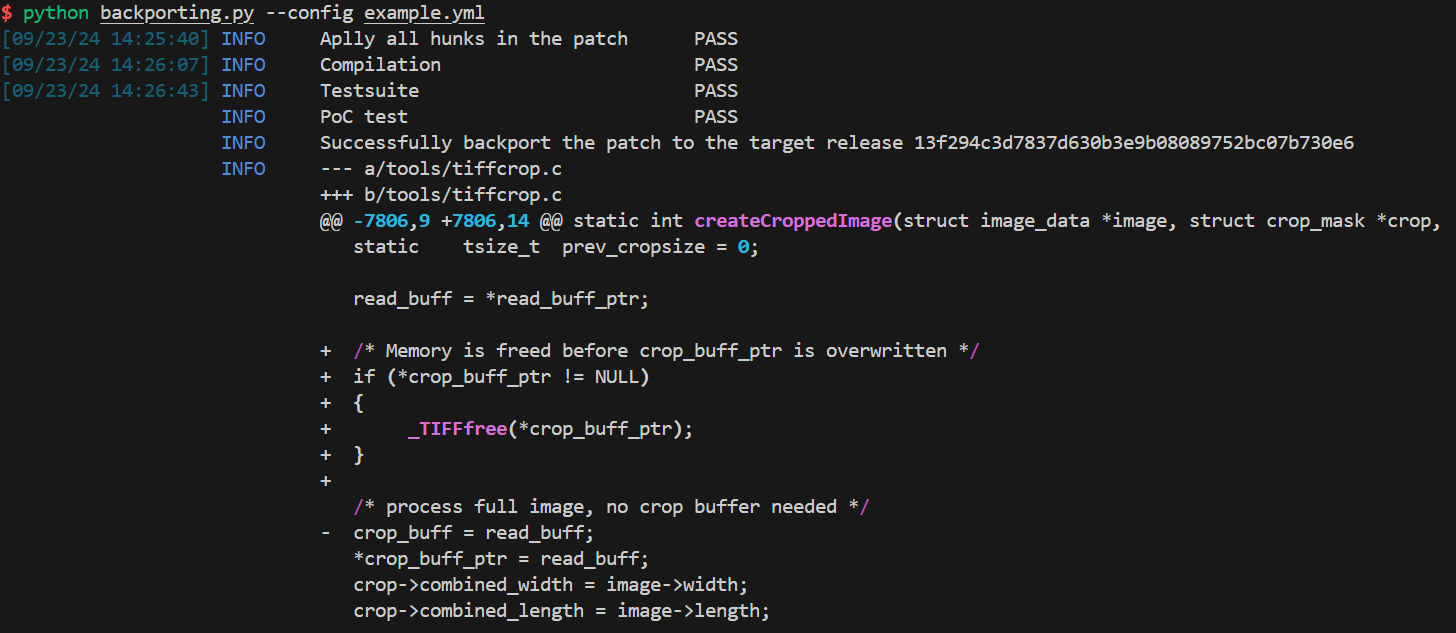 $ python backporting.py --config example.yml
[09/23/24 14:25:40] INFO     Aplly all hunks in the patch      PASS
[09/23/24 14:26:07] INFO     Compilation                       PASS
[09/23/24 14:26:43] INFO     Testsuite                         PASS
                    INFO     PoC test                          PASS
                    INFO     Successfully backport the patch to the target release 13f294c3d7837d630b3e9b08089752bc07b730e6
                    INFO     --- a/tools/tiffcrop.c
                             +++ b/tools/tiffcrop.c
                             @@ -7806,9 +7806,14 @@ static int createCroppedImage(struct image_data *image, struct crop_mask *crop,
                                static    tsize_t  prev_cropsize = 0;

                                read_buff = *read_buff_ptr;

                             +  /* Memory is freed before crop_buff_ptr is overwritten */
                             +  if (*crop_buff_ptr != NULL)
                             +  {
                             +       _TIFFfree(*crop_buff_ptr);
                             +  }
                             +
                                /* process full image, no crop buffer needed */
                             -  crop_buff = read_buff;
                                *crop_buff_ptr = read_buff;
                                crop->combined_width = image->width;
                                crop->combined_length = image->length;